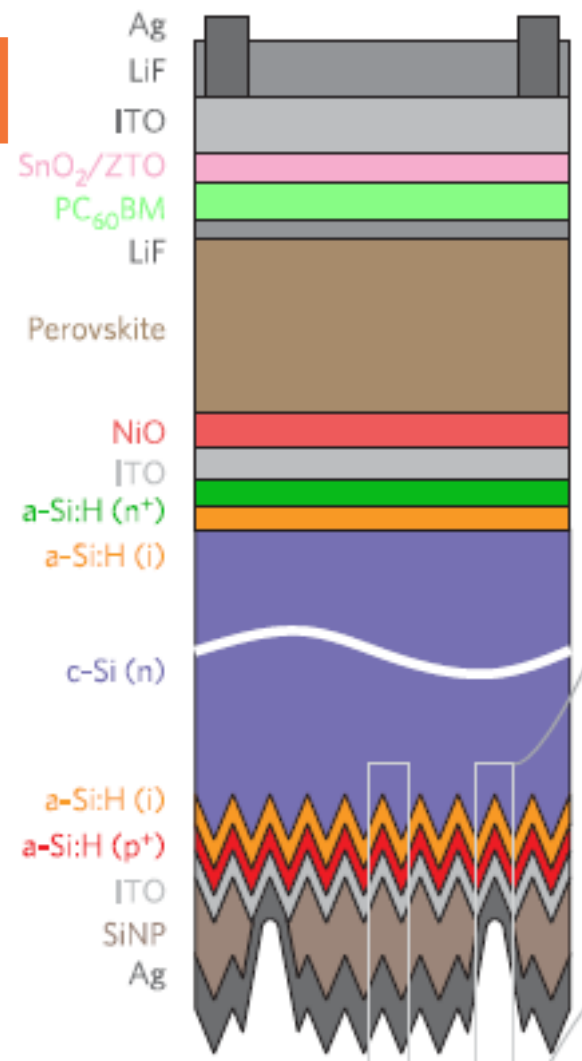 Ag
LiF
ITO
SnO₂/ZTO
PC₆₀BM
LiF
Perovskite
NiO
ITO
a-Si:H (n⁺)
a-Si:H (i)
c-Si (n)
a-Si:H (i)
a-Si:H (p⁺)
ITO
SiNP
Ag